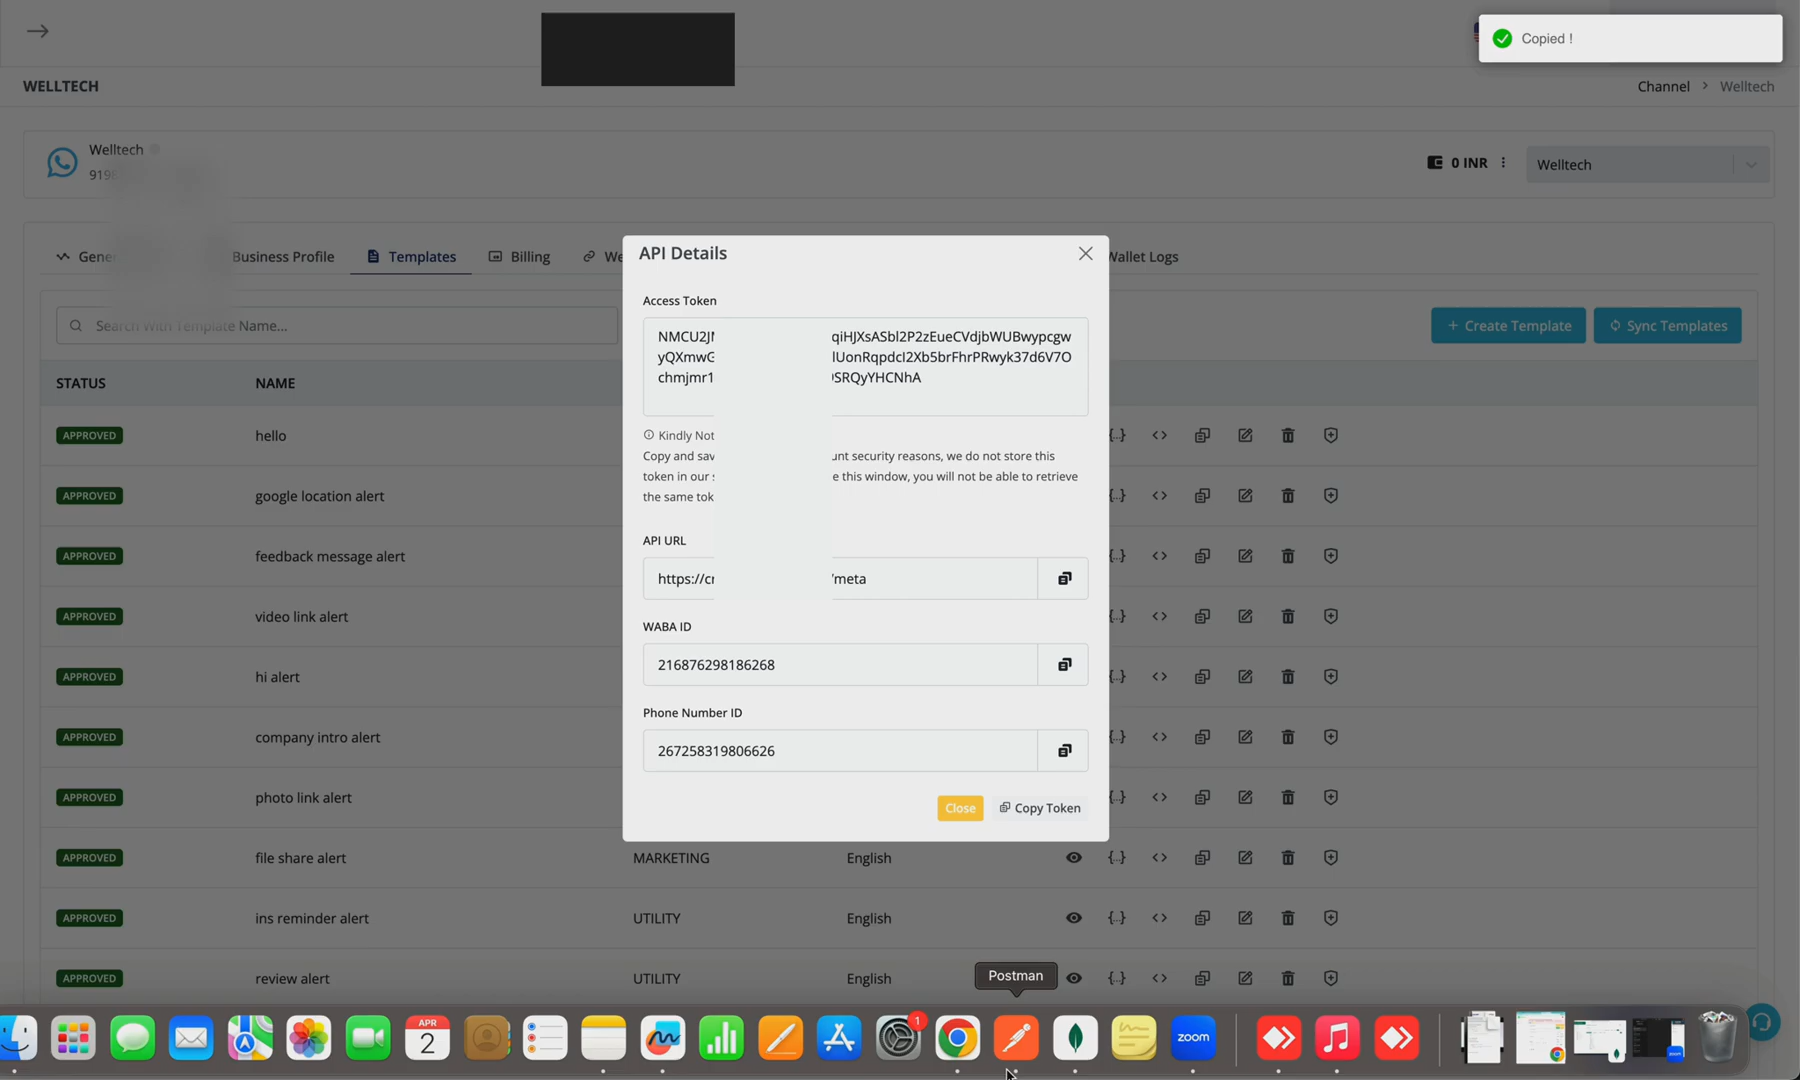 Copied !
WELLTECH
Channel > Welltech
Welltech
919
0 INR
Welltech
Gene
Business Profile
Templates
Billing
We
Wallet Logs
Search With Template Name...
+ Create Template
Sync Templates
STATUS NAME
APPROVED hello
APPROVED google location alert
APPROVED feedback message alert
APPROVED video link alert
APPROVED hi alert
APPROVED company intro alert
APPROVED photo link alert
APPROVED file share alert MARKETING English
APPROVED ins reminder alert UTILITY English
APPROVED review alert UTILITY English
API Details
Access Token
NMCU2J qiHJXsASbl2P2zEueCVdjbWUBwypcgw
yQXmwG lUonRqpdcI2Xb5brFhrPRwyk37d6V7O
chmjmr1 SRQyYHCNhA
Kindly Not
Copy and sav unt security reasons, we do not store this
token in our s e this window, you will not be able to retrieve
the same tok
API URL
https://cr /meta
WABA ID
216876298186268
Phone Number ID
267258319806626
Close
Copy Token
Postman
APR
2
1
zoom